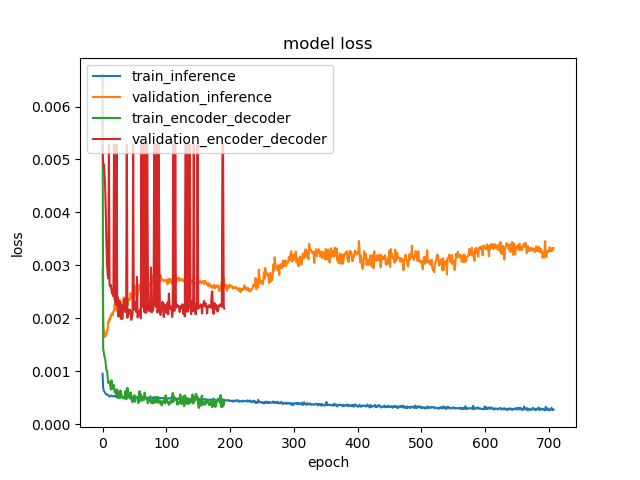 model loss
train_inference
validation_inference
train_encoder_decoder
validation_encoder_decoder
0.006
0.005
0.004
0.003
0.002
0.001
0.000
loss
0 100 200 300 400 500 600 700
epoch